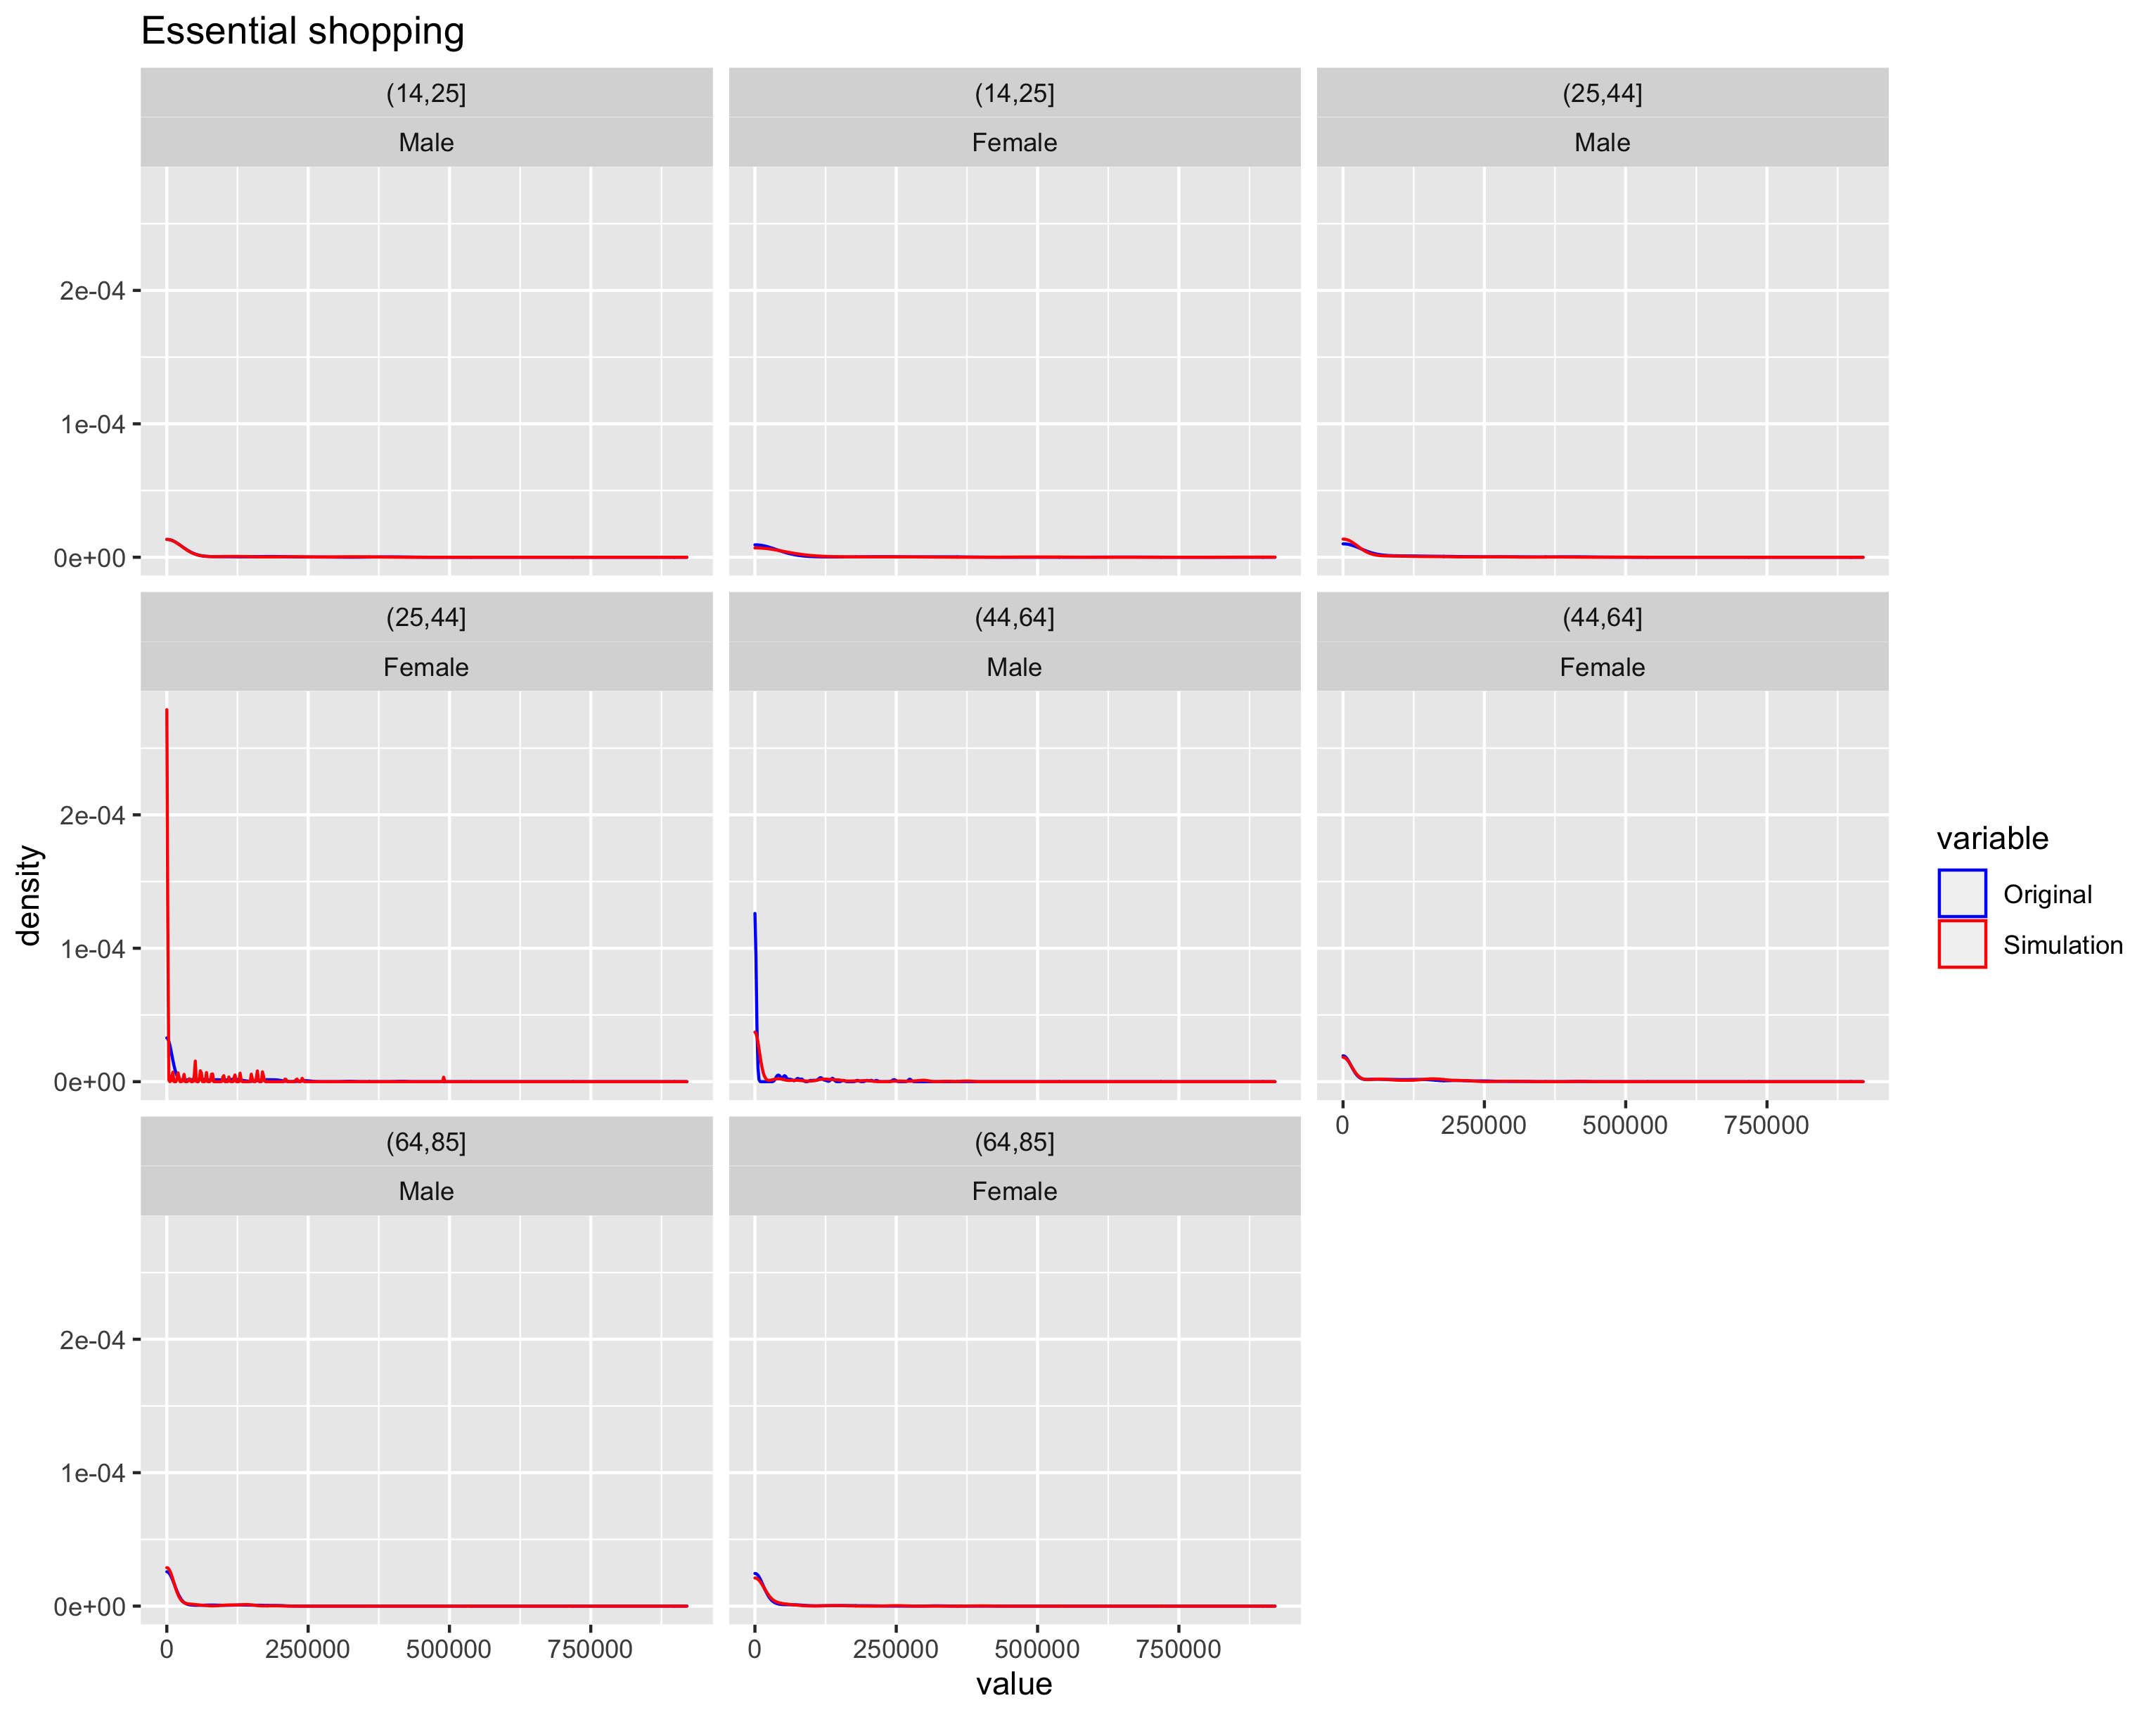 Essential shopping
(14,25]
Male
(14,25]
Female
(25,44]
Male
2e-04
1e-04
0e+00
(25,44]
Female
(44,64]
Male
(44,64]
Female
2e-04
1e-04
0e+00
0 250000 500000 750000
(64,85]
Male
(64,85]
Female
2e-04
1e-04
0e+00
0 250000 500000 750000
0 250000 500000 750000
value
density
variable
Original
Simulation